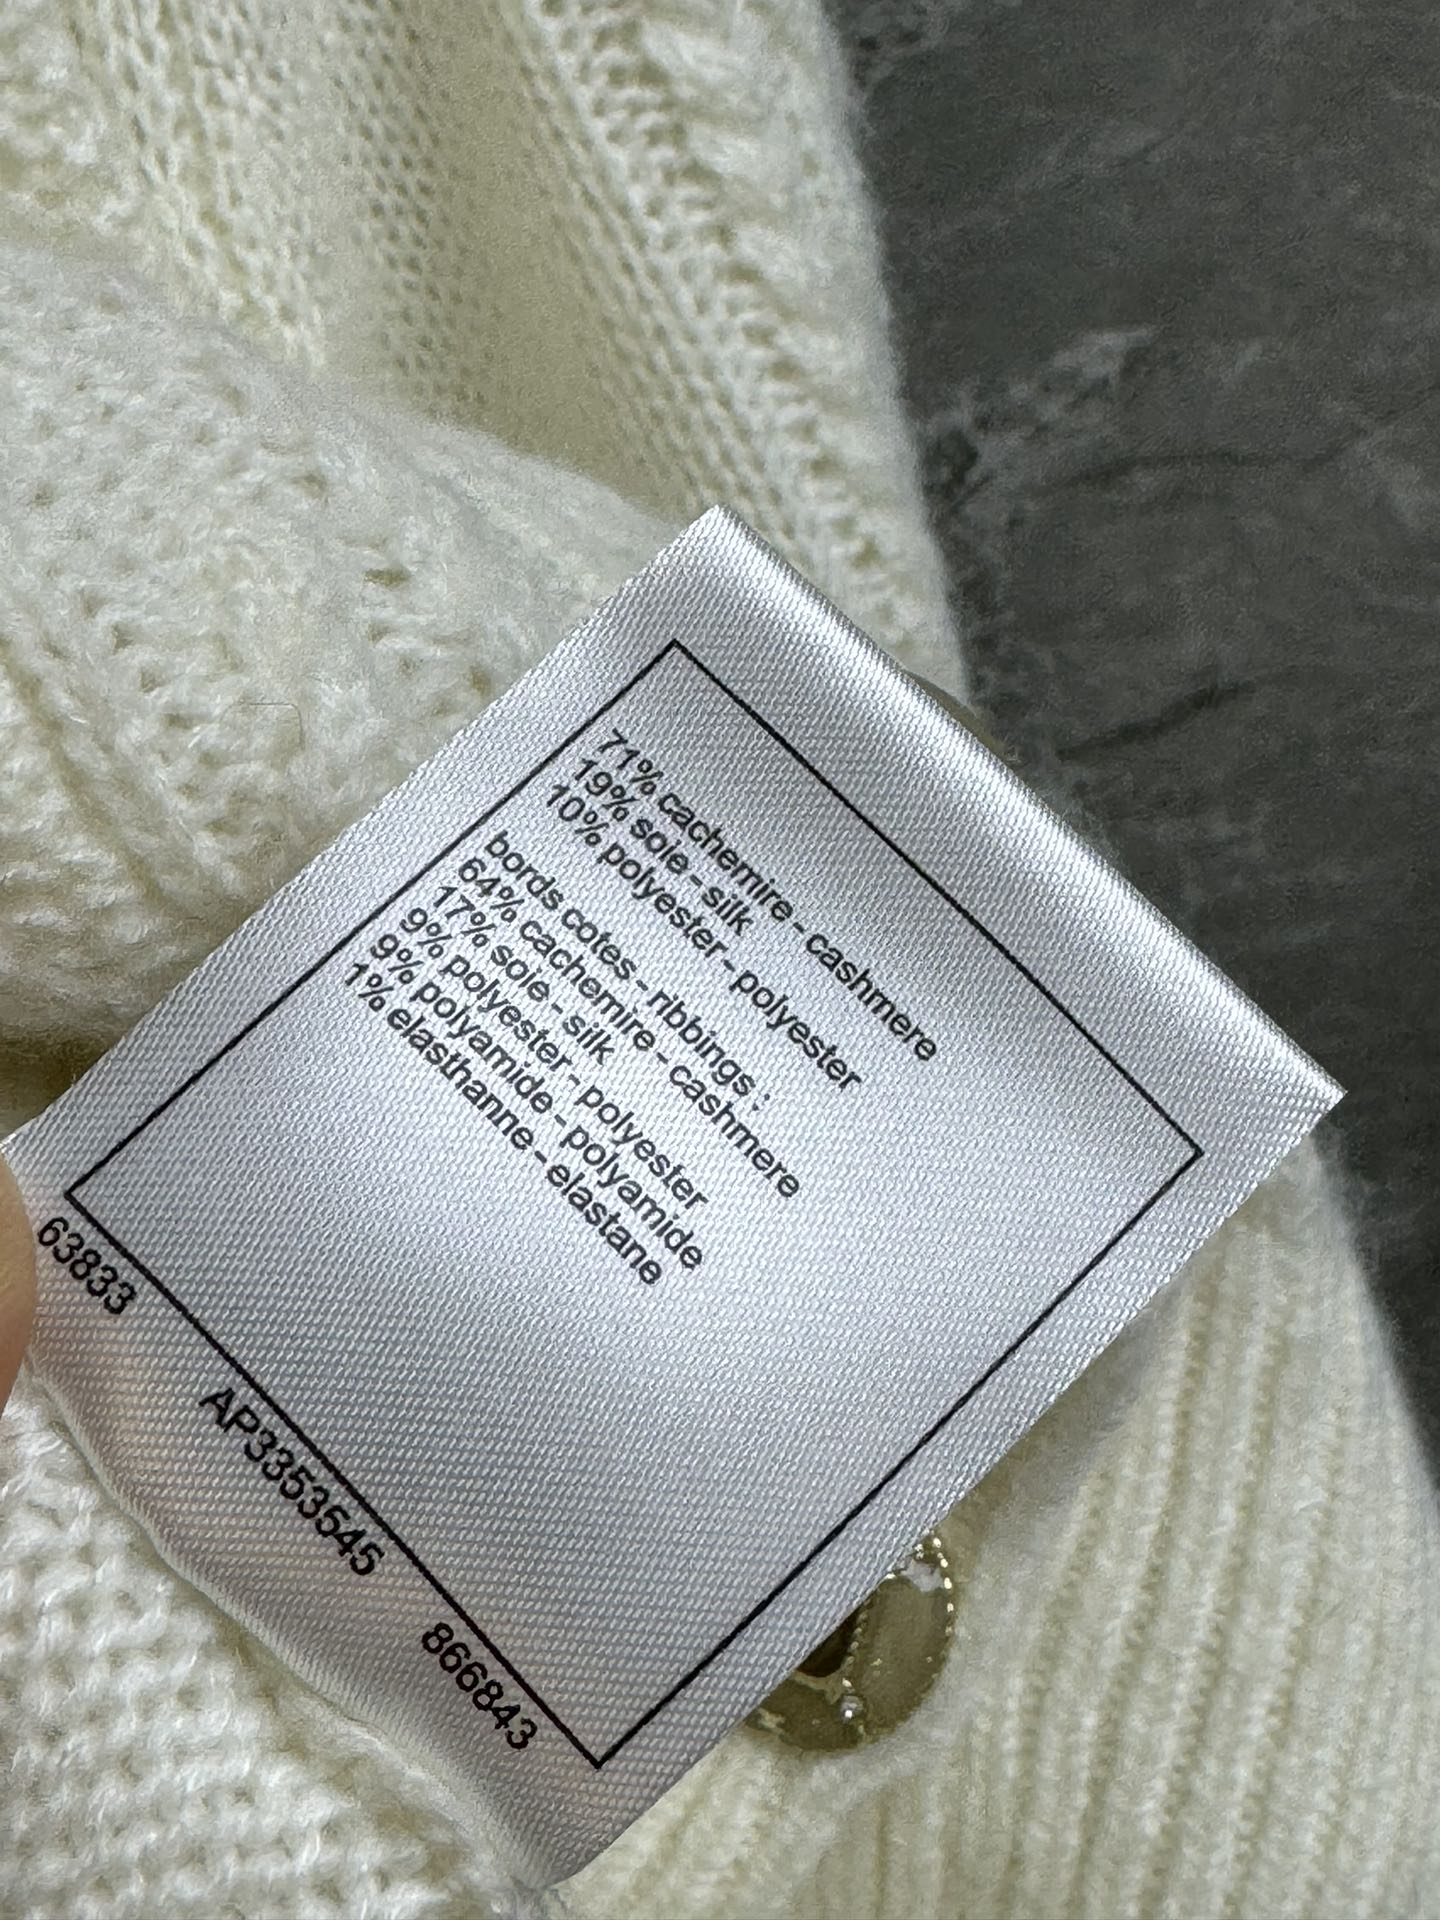 71% cachemire - cashmere
19% soie - silk
10% polyester - polyester
bords cotes - ribbings :
64% cachemire - cashmere
17% soie - silk
9% polyester - polyester
9% polyamide - polyamide
1% elasthanne - elastane
63833
AP3353545
866843